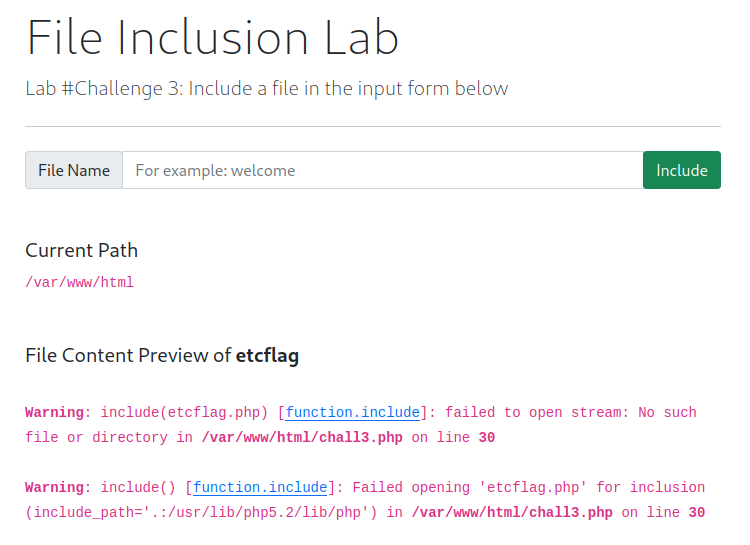 File Inclusion Lab
Lab #Challenge 3: Include a file in the input form below
File Name For example: welcome Include
Current Path
/var/www/html
File Content Preview of etcflag
Warning: include(etcflag.php) [function.include]: failed to open stream: No such
file or directory in /var/www/html/chall3.php on line 30
Warning: include() [function.include]: Failed opening 'etcflag.php' for inclusion
(include_path='.:/usr/lib/php5.2/lib/php') in /var/www/html/chall3.php on line 30